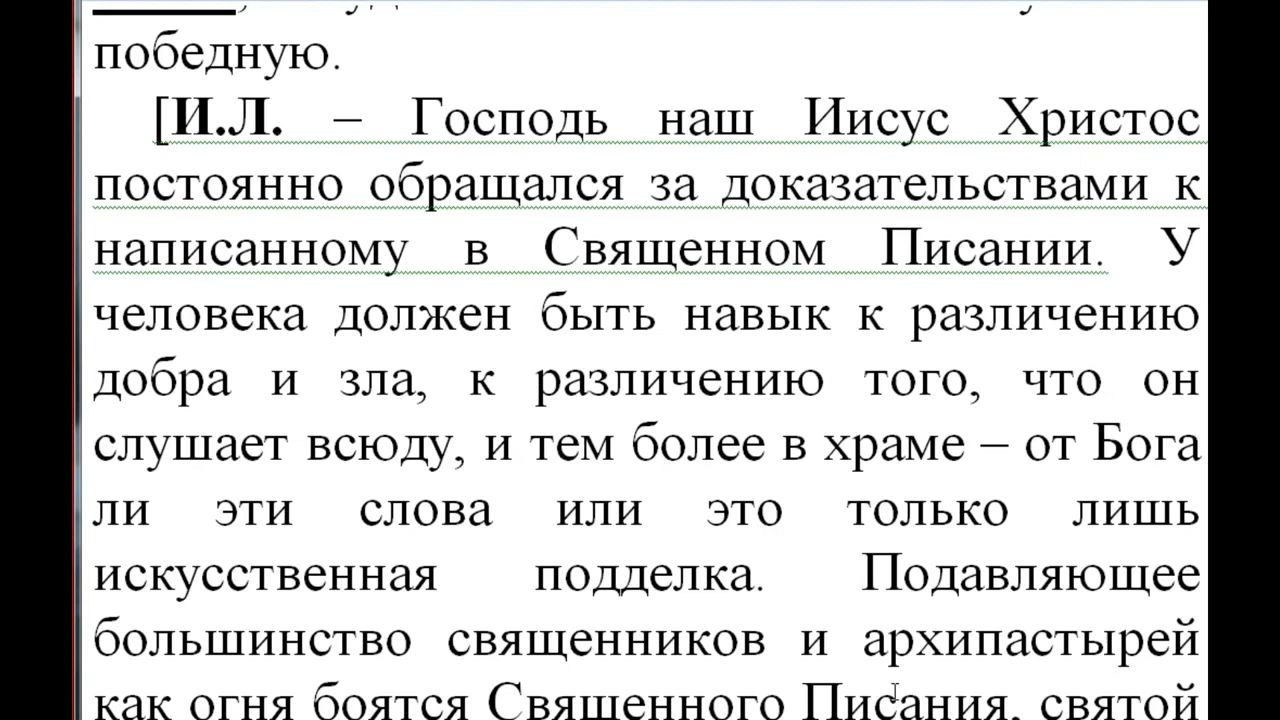 победную.
[И.Л. – Господь наш Иисус Христос
постоянно обращался за доказательствами к
написанному в Священном Писании. У
человека должен быть навык к различению
добра и зла, к различению того, что он
слушает всюду, и тем более в храме – от Бога
ли эти слова или это только лишь
искусственная подделка. Подавляющее
большинство священников и архипастырей
как огня боятся Священного Писания, святой